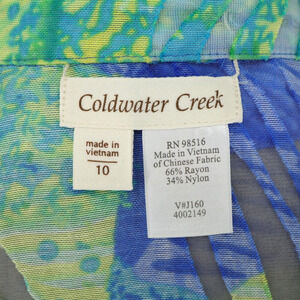 Coldwater Creek
made in
vietnam
10
RN 98516
Made in Vietnam
of Chinese Fabric
66% Rayon
34% Nylon
V#J160
4002149